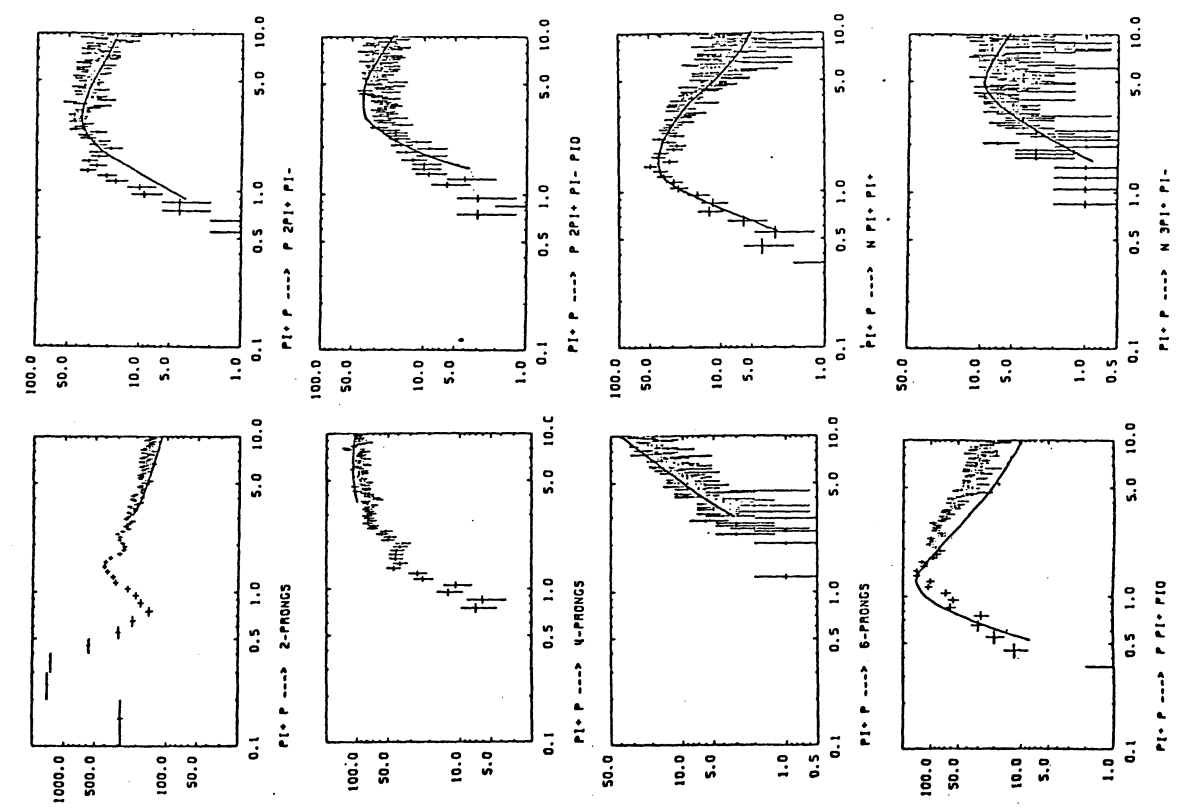 1000.0
500.0
100.0
50.0
0.1 0.5 1.0 5.0 10.0
PI+ P ---> 2-PRONGS
100.0
50.0
10.0
5.0
1.0
0.1 0.5 1.0 5.0 10.0
PI+ P ---> P 2PI+ PI-
100.0
50.0
10.0
5.0
0.1 0.5 1.0 5.0 10.0
PI+ P ---> 4-PRONGS
100.0
50.0
10.0
5.0
1.0
0.1 0.5 1.0 5.0 10.0
PI+ P ---> P 2PI+ PI- PI0
50.0
10.0
5.0
1.0
0.5
0.1 0.5 1.0 5.0 10.0
PI+ P ---> 6-PRONGS
100.0
50.0
10.0
5.0
1.0
0.1 0.5 1.0 5.0 10.0
PI+ P ---> N PI+ PI+
100.0
50.0
10.0
5.0
1.0
0.1 0.5 1.0 5.0 10.0
PI+ P ---> P PI+ PI0
50.0
10.0
5.0
1.0
0.5
0.1 0.5 1.0 5.0 10.0
PI+ P ---> N 3PI+ PI-